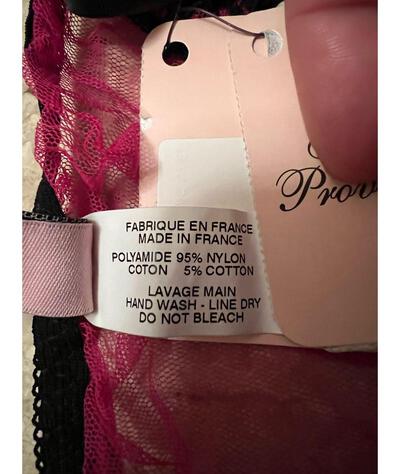 FABRIQUE EN FRANCE
MADE IN FRANCE
POLYAMIDE 95% NYLON
COTON 5% COTTON
LAVAGE MAIN
HAND WASH - LINE DRY
DO NOT BLEACH